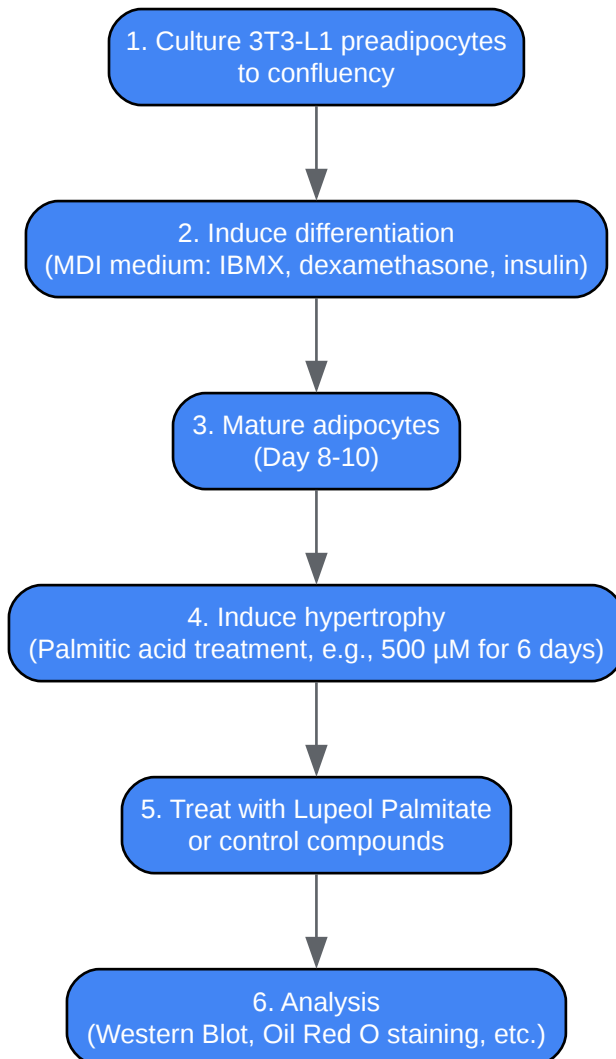 1. Culture 3T3-L1 preadipocytes
to confluency
2. Induce differentiation
(MDI medium: IBMX, dexamethasone, insulin)
3. Mature adipocytes
(Day 8-10)
4. Induce hypertrophy
(Palmitic acid treatment, e.g., 500 µM for 6 days)
5. Treat with Lupeol Palmitate
or control compounds
6. Analysis
(Western Blot, Oil Red O staining, etc.)